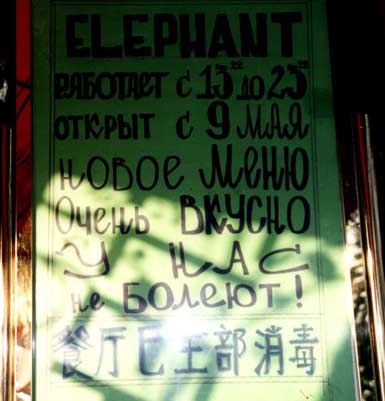 ELEPHANT
РАБОТАЕТ С 13⁰⁰ ДО 23⁰⁰
ОТКРЫТ С 9 МАЯ
НОВОЕ МЕНЮ
ОЧЕНЬ ВКУСНО
У НАС
не БОЛЕЮТ!
餐厅已全部消毒